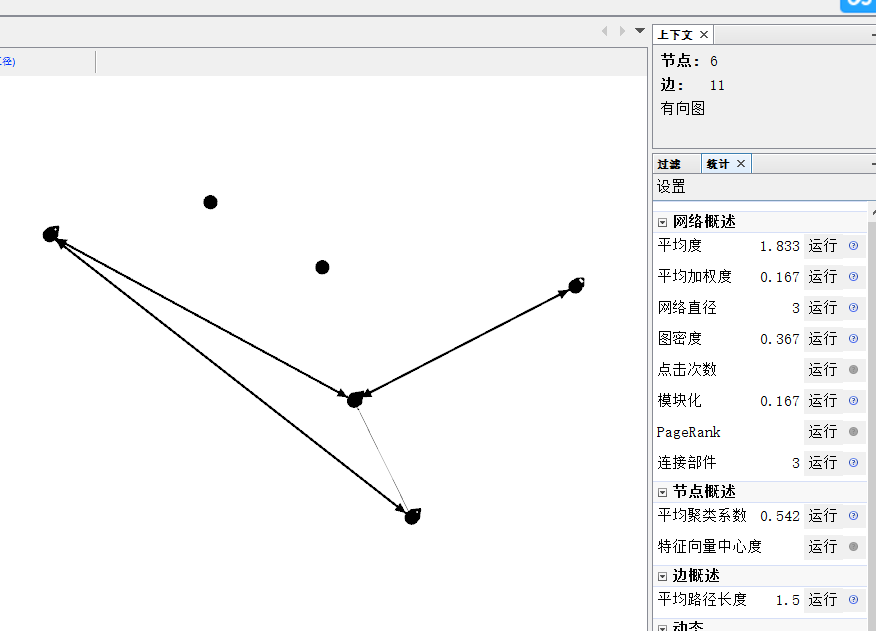 上下文
节点: 6
边: 11
有向图
过滤 统计
设置
网络概述
平均度 1.833 运行
平均加权度 0.167 运行
网络直径 3 运行
图密度 0.367 运行
点击次数 运行
模块化 0.167 运行
PageRank 运行
连接部件 3 运行
节点概述
平均聚类系数 0.542 运行
特征向量中心度 运行
边概述
平均路径长度 1.5 运行
动态